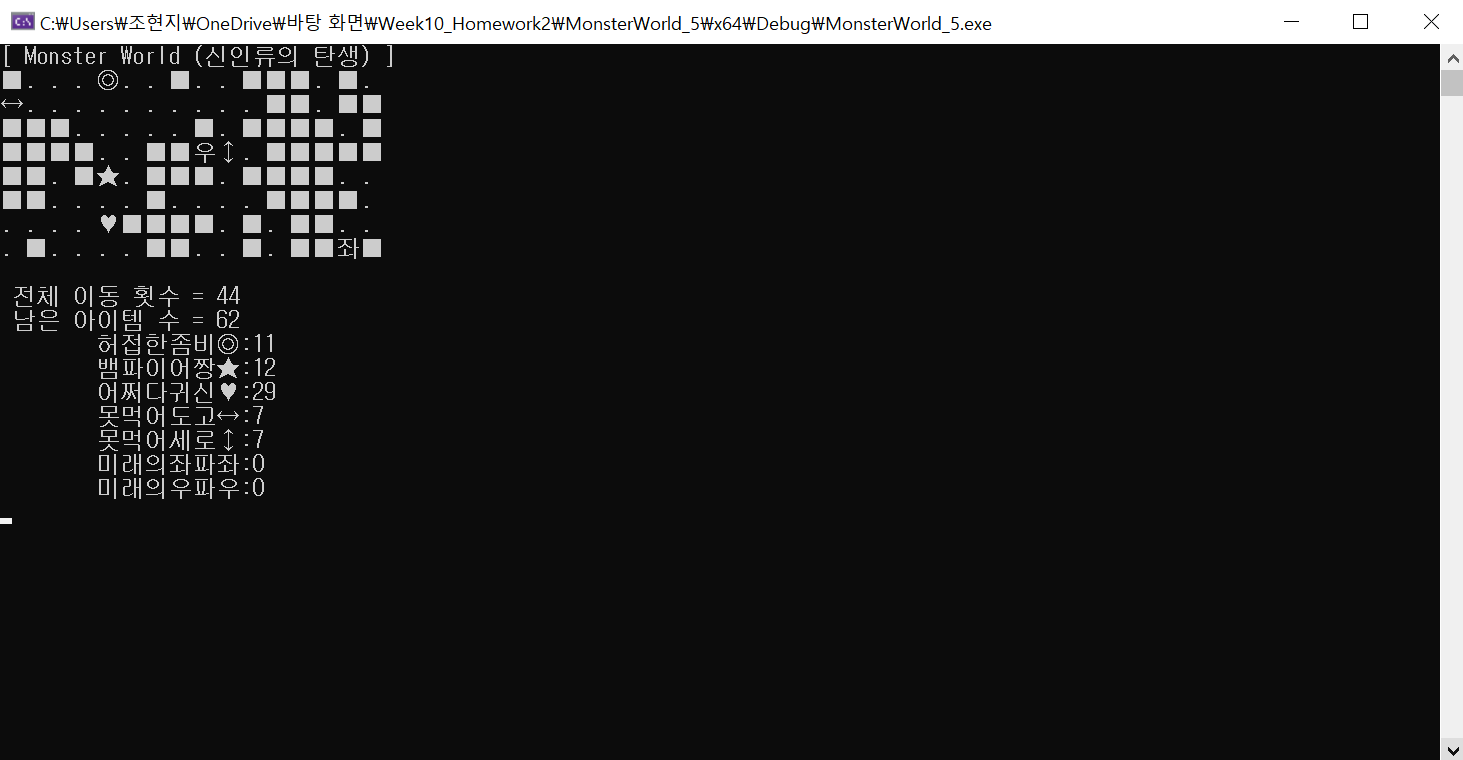 C:₩Users₩조현지₩OneDrive₩바탕 화면₩Week10_Homework2₩MonsterWorld_5₩x64₩Debug₩MonsterWorld_5.exe
[ Monster World (신인류의 탄생) ]
■. . . ◎. . ■. . ■■■. ■.
↔. . . . . . . . . . ■■. ■■
■■■. . . . . ■. ■■■■. ■
■■■■. . ■■우↕. ■■■■■
■■. ■★. ■■■. ■■■■. .
■■. . . . ■. . . . ■■■■.
. . . . ♥■■■■. ■. ■■. .
. ■. . . . ■■. . ■. ■■좌■
전체 이동 횟수 = 44
남은 아이템 수 = 62
허접한좀비◎:11
뱀파이어짱★:12
어쩌다귀신♥:29
못먹어도고↔:7
못먹어세로↕:7
미래의좌파좌:0
미래의우파우:0